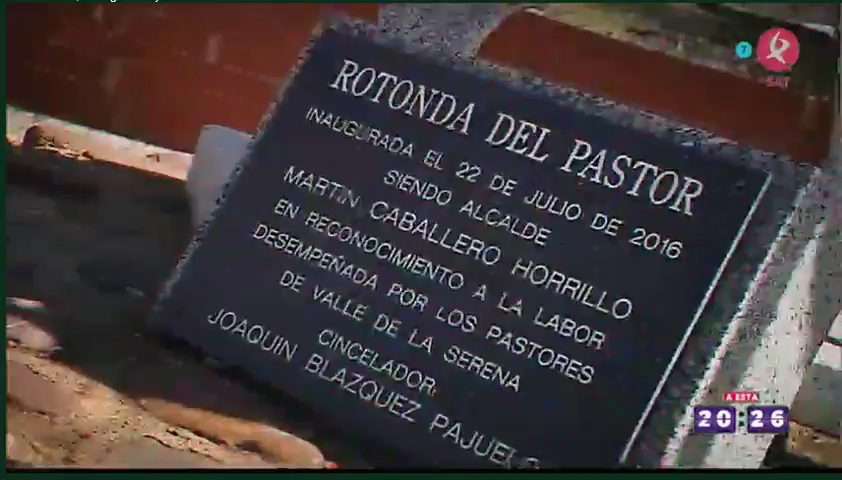 ROTONDA DEL PASTOR
INAUGURADA EL 22 DE JULIO DE 2016
SIENDO ALCALDE
MARTIN CABALLERO HORRILLO
EN RECONOCIMIENTO A LA LABOR
DESEMPEÑADA POR LOS PASTORES
DE VALLE DE LA SERENA
CINCELADOR,
JOAQUIN BLAZQUEZ
7
A ESTA
20:26